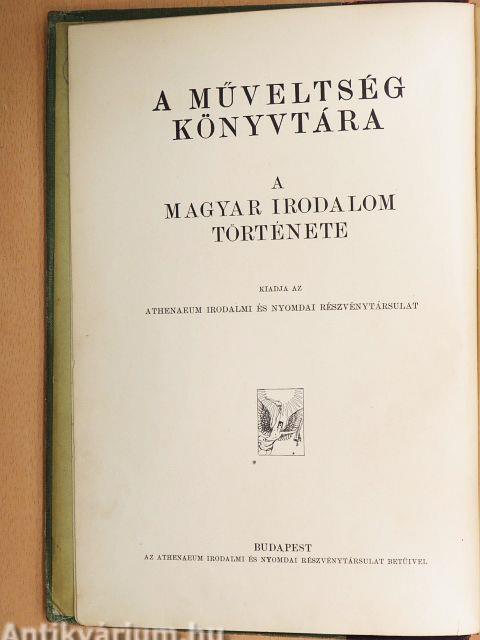 A MŰVELTSÉG
KÖNYVTÁRA
A
MAGYAR IRODALOM
TÖRTÉNETE
KIADJA AZ
ATHENAEUM IRODALMI ÉS NYOMDAI RÉSZVÉNYTÁRSULAT
BUDAPEST
AZ ATHENAEUM IRODALMI ÉS NYOMDAI RÉSZVÉNYTÁRSULAT BETŰIVEL
Antikvárium.hu